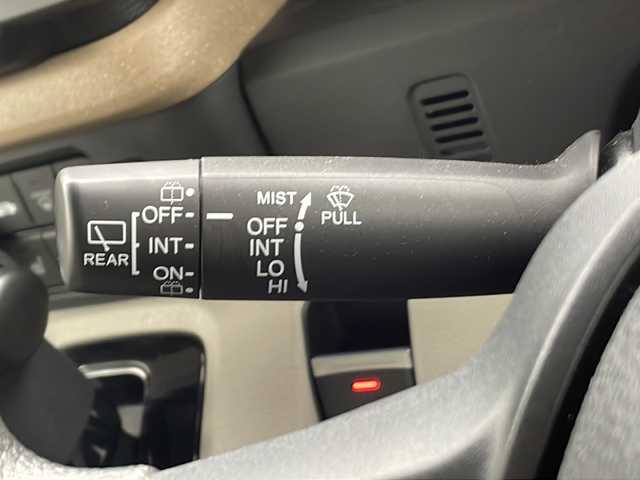 OFF
REAR
INT
ON
MIST
OFF
INT
LO
HI
PULL